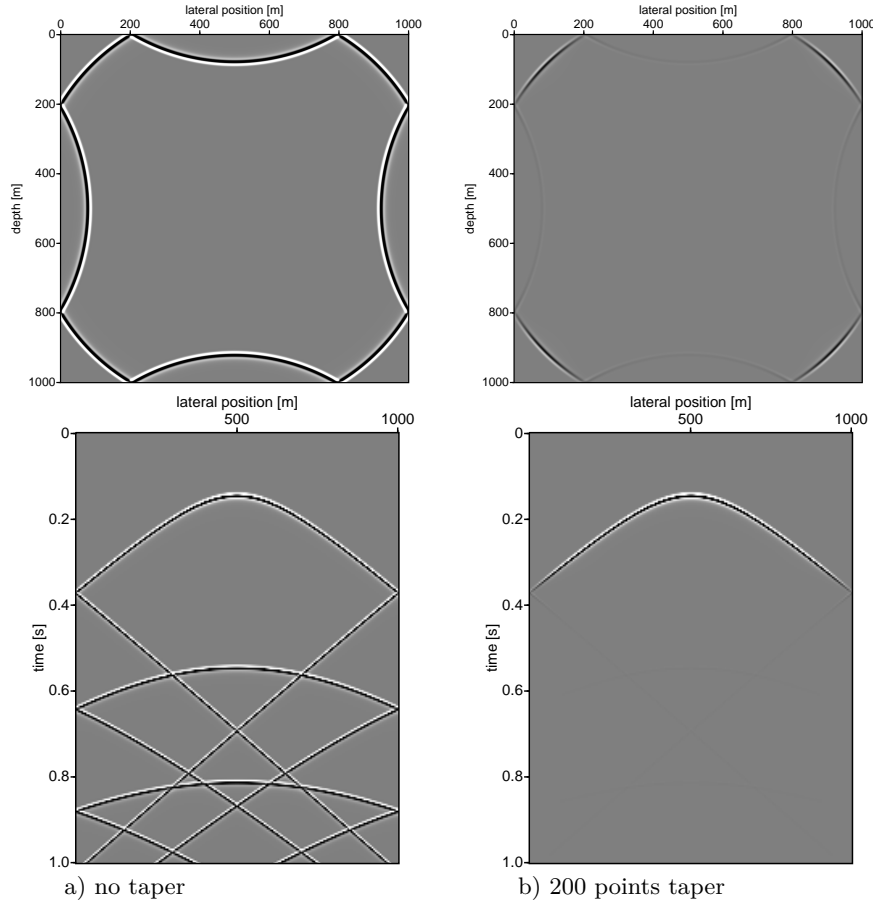 lateral position [m]
0 200 400 600 800 1000
0
200
400
600
800
1000
depth [m]
lateral position [m]
0 200 400 600 800 1000
0
200
400
600
800
1000
depth [m]
lateral position [m]
500 1000
0
0.2
0.4
0.6
0.8
1.0
time [s]
lateral position [m]
500 1000
0
0.2
0.4
0.6
0.8
1.0
time [s]
a) no taper
b) 200 points taper